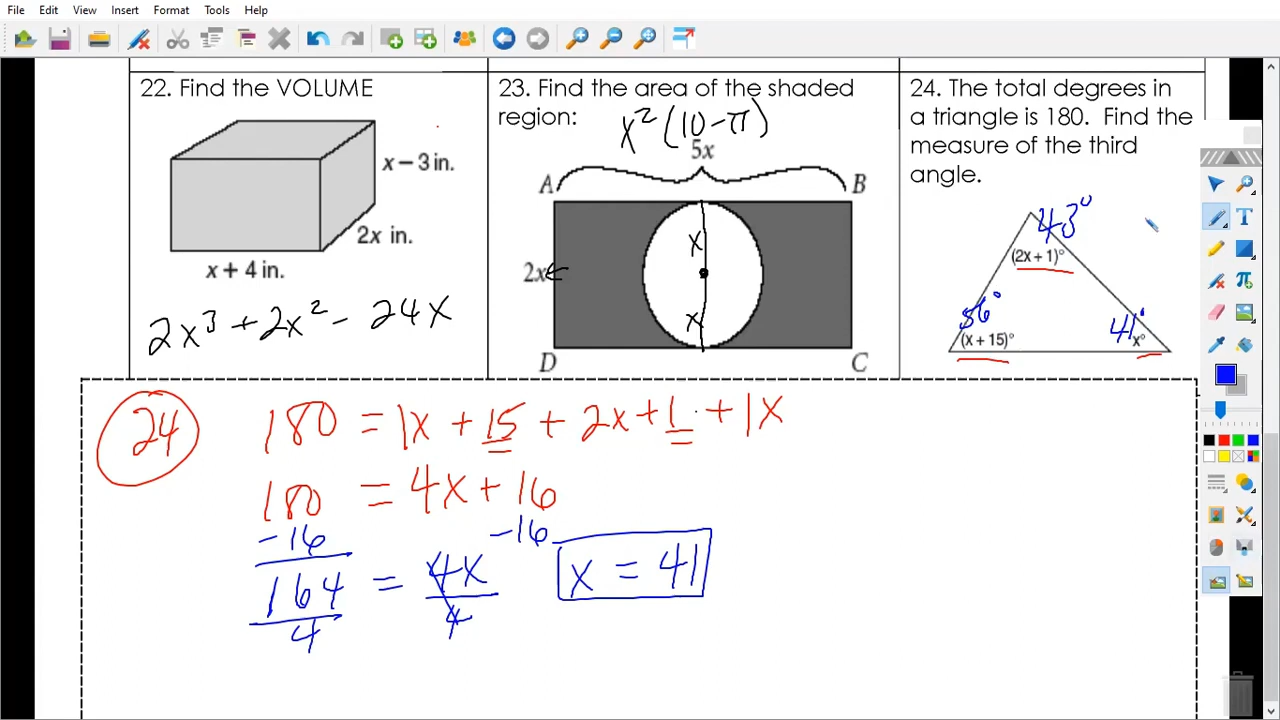 File Edit View Insert Format Tools Help
22. Find the VOLUME
x – 3 in.
2x in.
x + 4 in.
2x³ + 2x² – 24x
23. Find the area of the shaded
region:
x² (10 – π)
5x
A
B
x
2x
x
D
C
24. The total degrees in
a triangle is 180. Find the
measure of the third
angle.
43°
(2x + 1)°
56°
41°
(x + 15)°
x°
24
180 = 1x + 15 + 2x + 1 + 1x
180 = 4x + 16
-16 -16
164 = 4x
4 4
x = 41